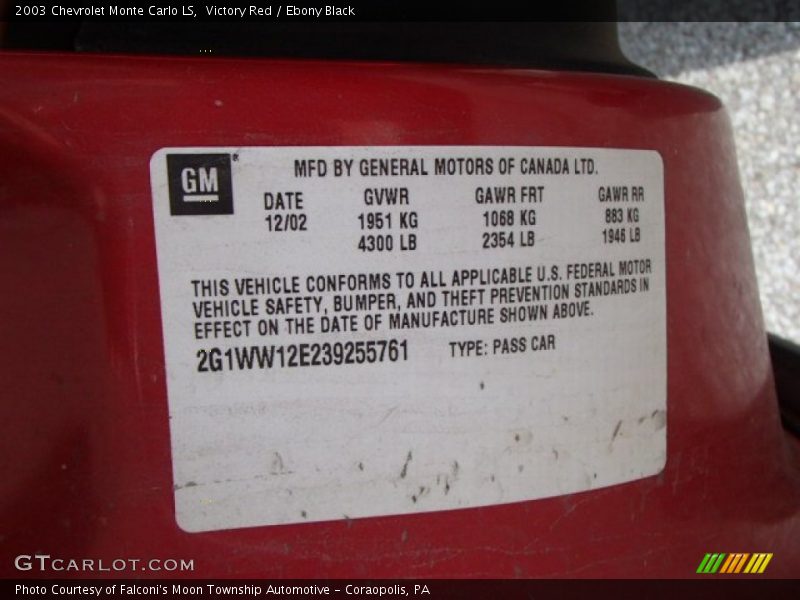 2003 Chevrolet Monte Carlo LS, Victory Red / Ebony Black
GM
MFD BY GENERAL MOTORS OF CANADA LTD.
DATE GVWR GAWR FRT GAWR RR
12/02 1951 KG 1068 KG 883 KG
4300 LB 2354 LB 1946 LB
THIS VEHICLE CONFORMS TO ALL APPLICABLE U.S. FEDERAL MOTOR
VEHICLE SAFETY, BUMPER, AND THEFT PREVENTION STANDARDS IN
EFFECT ON THE DATE OF MANUFACTURE SHOWN ABOVE.
2G1WW12E239255761 TYPE: PASS CAR
GTCARLOT.COM
Photo Courtesy of Falconi's Moon Township Automotive - Coraopolis, PA